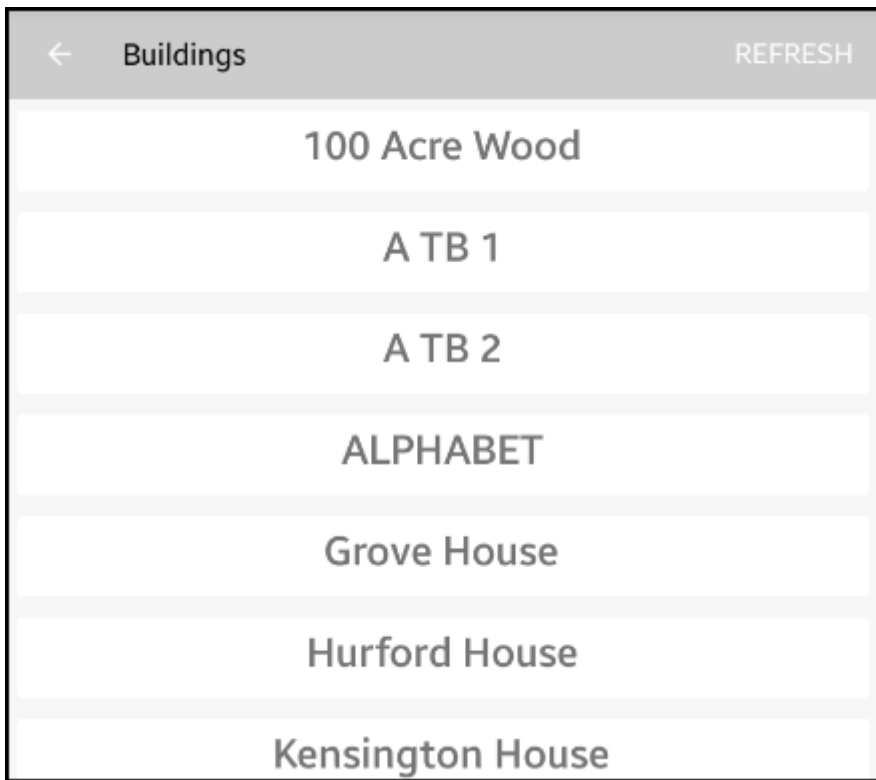 Buildings REFRESH
100 Acre Wood
A TB 1
A TB 2
ALPHABET
Grove House
Hurford House
Kensington House